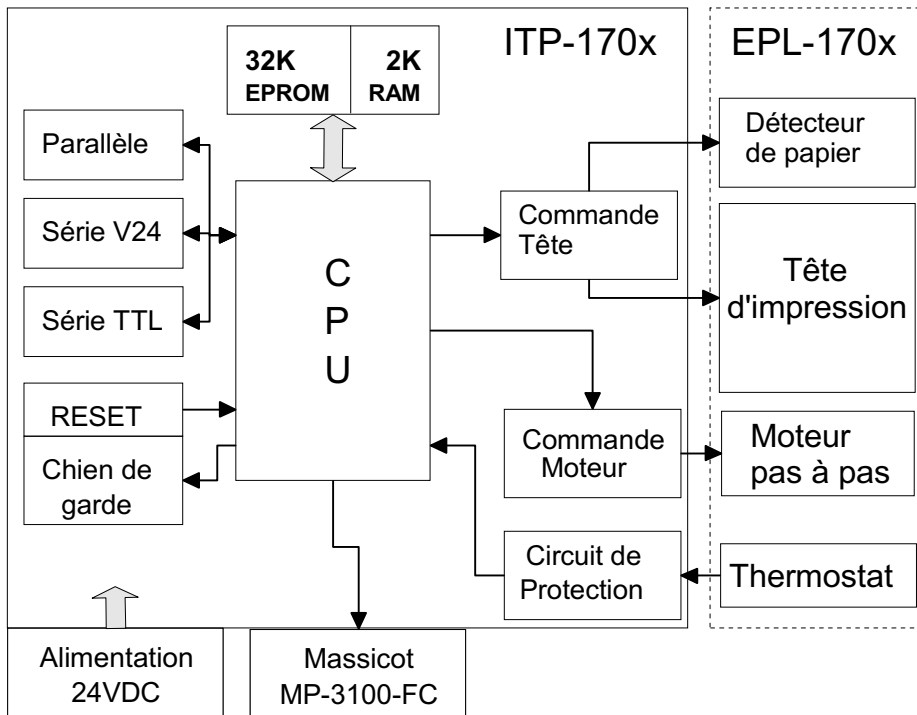 ITP-170x
EPL-170x
32K
EPROM
2K
RAM
Parallèle
Série V24
Série TTL
RESET
Chien de
garde
C
P
U
Commande
Tête
Commande
Moteur
Circuit de
Protection
Détecteur
de papier
Tête
d'impression
Moteur
pas à pas
Thermostat
Alimentation
24VDC
Massicot
MP-3100-FC